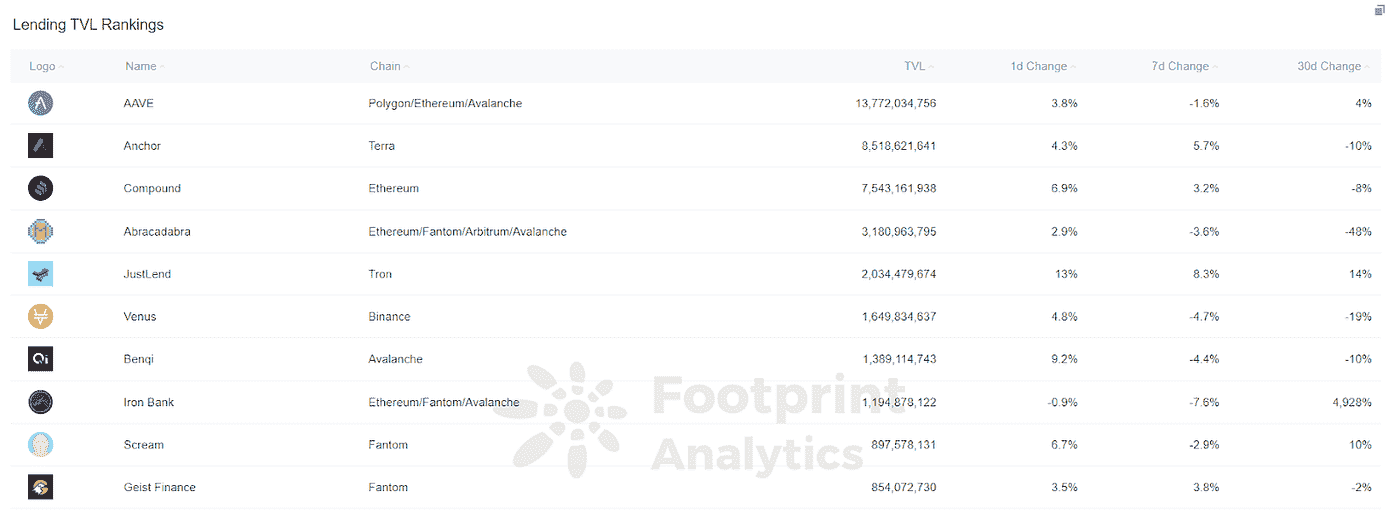 Lending TVL Rankings
Logo Name Chain TVL 1d Change 7d Change 30d Change
AAVE Polygon/Ethereum/Avalanche 13,772,034,756 3.8% -1.6% 4%
Anchor Terra 8,518,621,641 4.3% 5.7% -10%
Compound Ethereum 7,543,161,938 6.9% 3.2% -8%
Abracadabra Ethereum/Fantom/Arbitrum/Avalanche 3,180,963,795 2.9% -3.6% -48%
JustLend Tron 2,034,479,674 13% 8.3% 14%
Venus Binance 1,649,834,637 4.8% -4.7% -19%
Qi Benqi Avalanche 1,389,114,743 9.2% -4.4% -10%
Iron Bank Ethereum/Fantom/Avalanche 1,194,878,122 -0.9% -7.6% 4,928%
Scream Fantom 897,578,131 6.7% -2.9% 10%
Geist Finance Fantom 854,072,730 3.5% 3.8% -2%
Footprint
Analytics